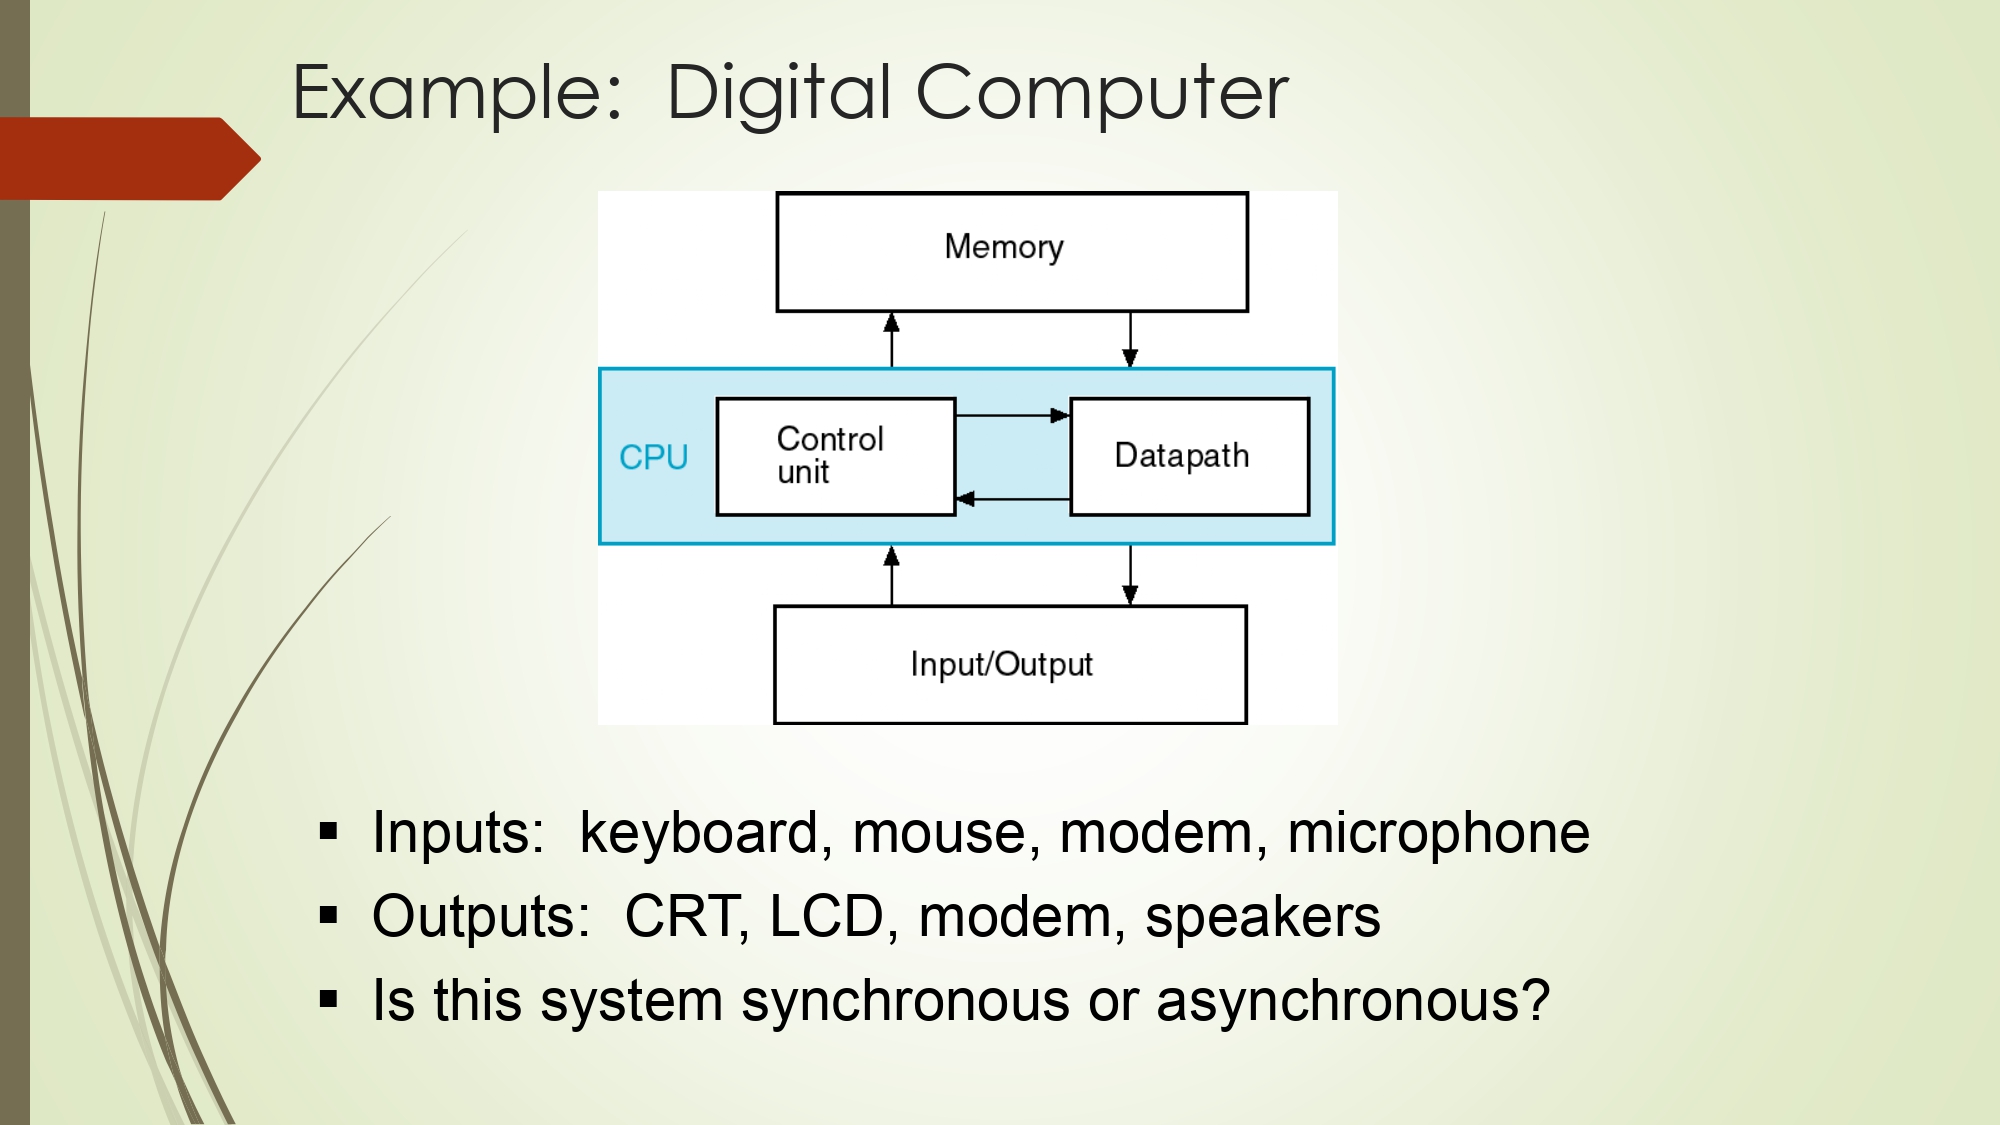 Example: Digital Computer
Memory
CPU
Control
unit
Datapath
Input/Output
▪ Inputs: keyboard, mouse, modem, microphone
▪ Outputs: CRT, LCD, modem, speakers
▪ Is this system synchronous or asynchronous?